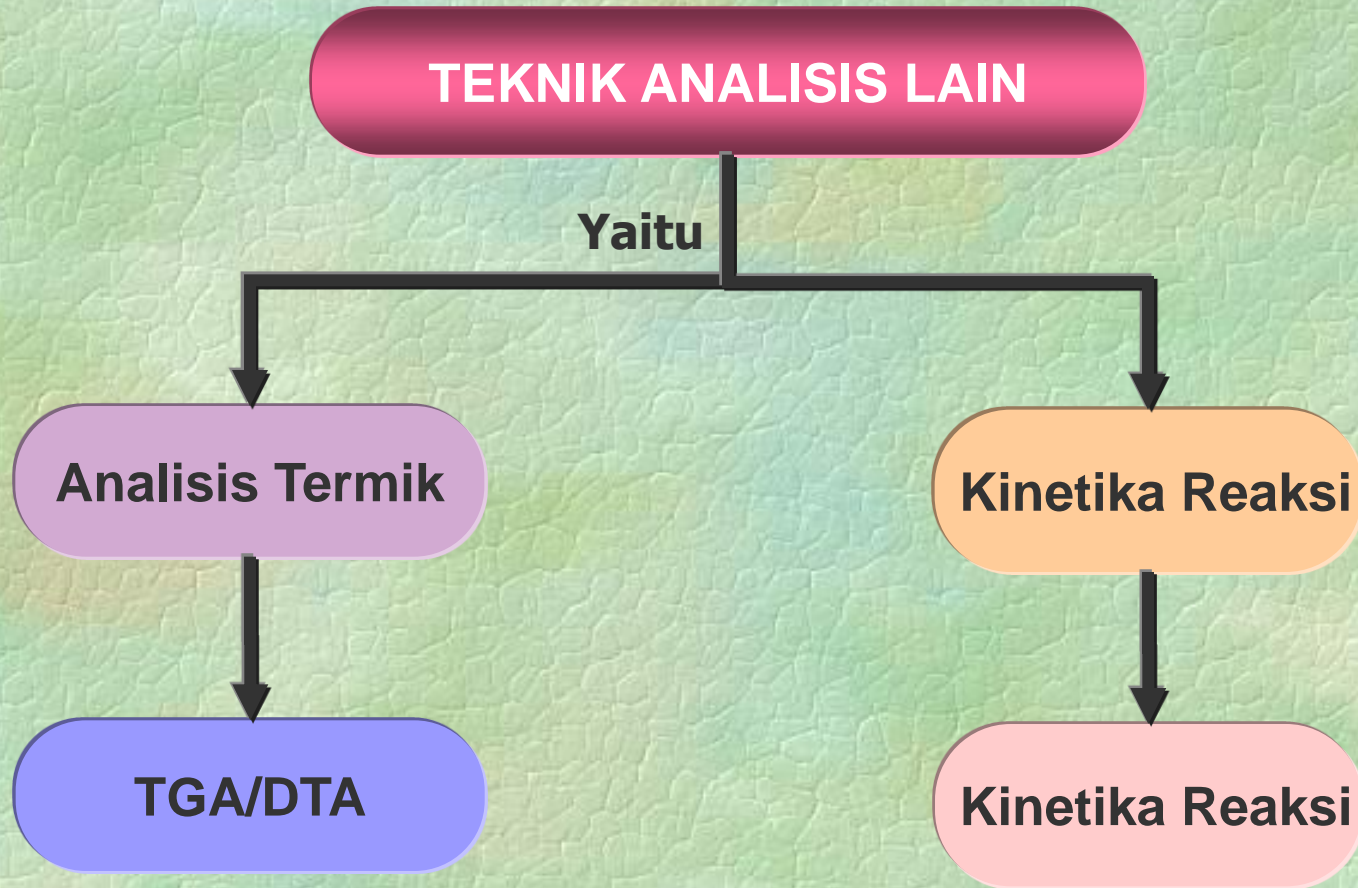 TEKNIK ANALISIS LAIN
Yaitu
Analisis Termik
Kinetika Reaksi
TGA/DTA
Kinetika Reaksi